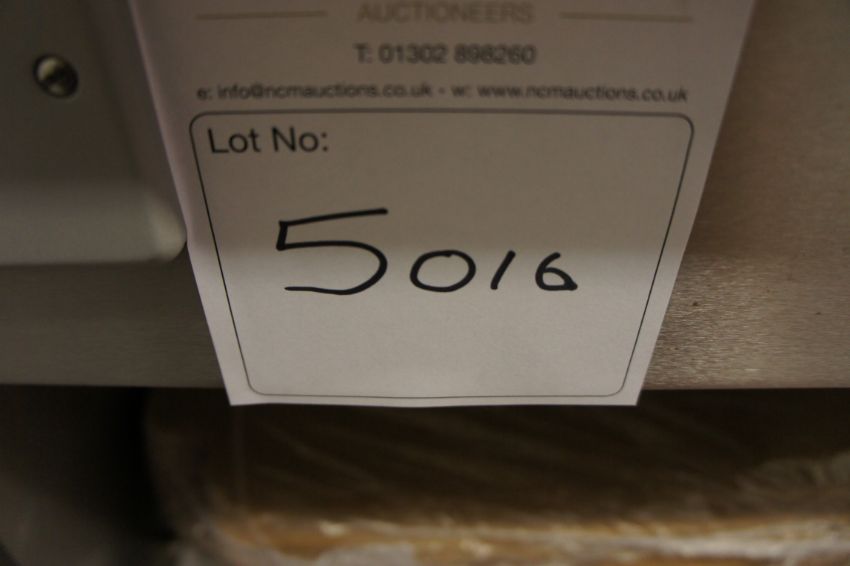 AUCTIONEERS
T: 01302 898260
e: info@ncmauctions.co.uk - w: www.ncmauctions.co.uk
Lot No:
5016